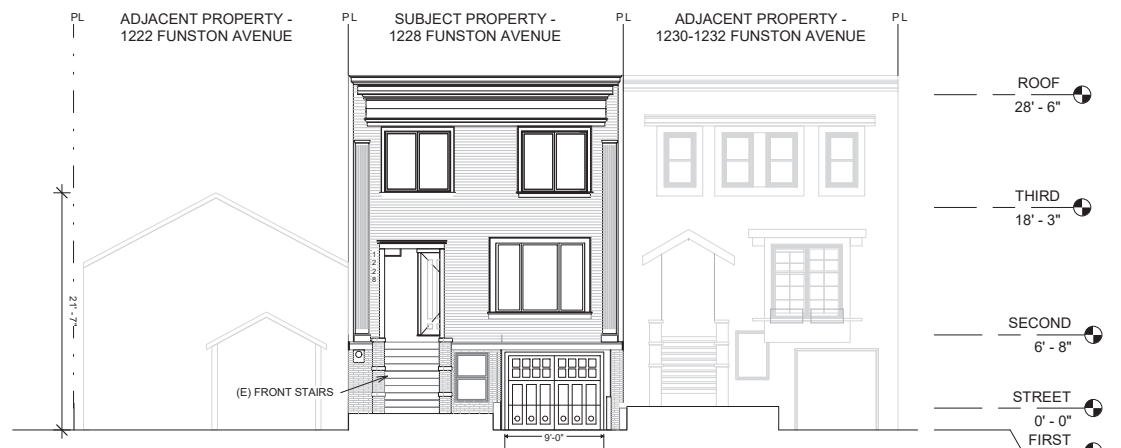 PL
ADJACENT PROPERTY -
1222 FUNSTON AVENUE
PL
SUBJECT PROPERTY -
1228 FUNSTON AVENUE
PL
ADJACENT PROPERTY -
1230-1232 FUNSTON AVENUE
PL
ROOF
28' - 6"
THIRD
18' - 3"
1228
21' - 7"
SECOND
6' - 8"
(E) FRONT STAIRS
STREET
0' - 0"
9'-0"
FIRST